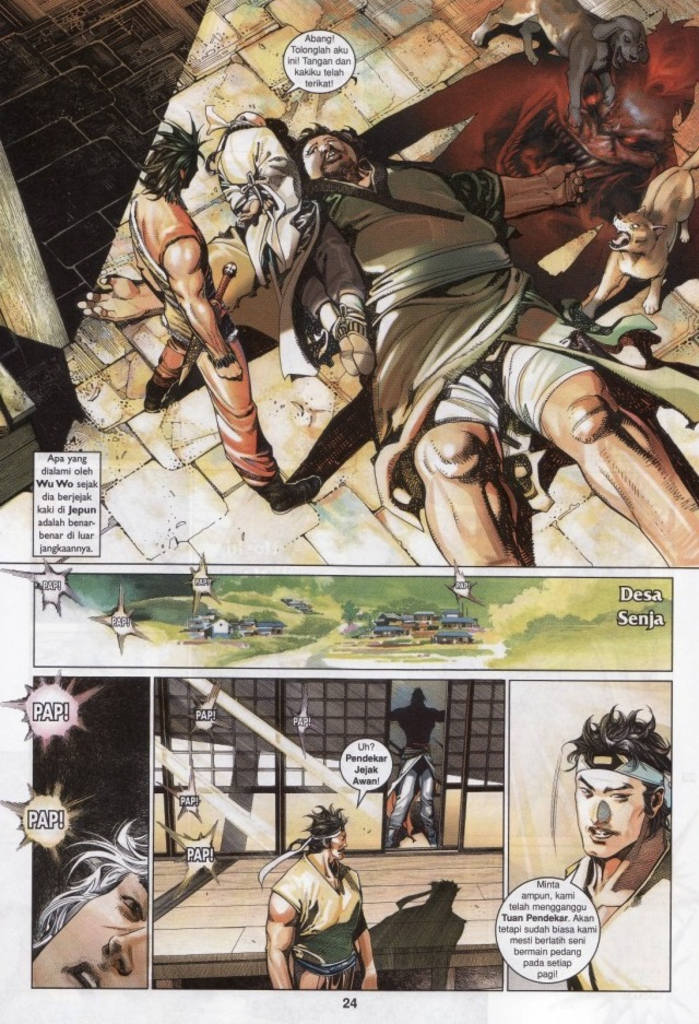 Abang!
Tolonglah aku
ini! Tangan dan
kakiku telah
terikat!
Apa yang
dialami oleh
Wu Wo sejak
dia berjejak
kaki di Jepun
adalah benar-
benar di luar
jangkaannya.
PAP!
PAP!
PAP!
PAP!
Desa
Senja
PAP!
PAP!
PAP!
PAP!
PAP!
PAP!
Uh?
Pendekar
Jejak
Awan!
Minta
ampun, kami
telah mengganggu
Tuan Pendekar. Akan
tetapi sudah biasa kami
mesti berlatih seni
bermain pedang
pada setiap
pagi!
24